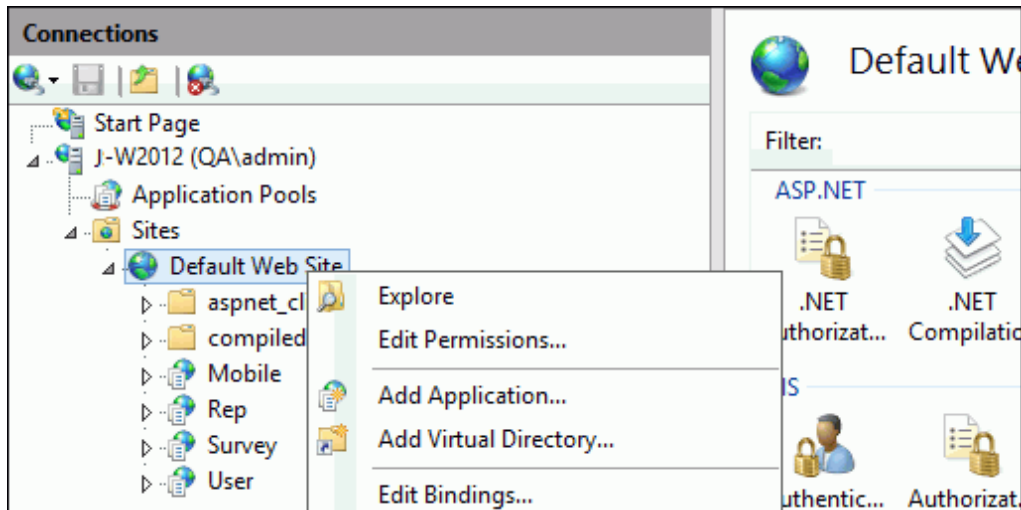 Connections
Default We
Start Page
J-W2012 (QA\admin)
Filter:
Application Pools
ASP.NET
Sites
Default Web Site
aspnet_cl
Explore
.NET
.NET
compiled
Edit Permissions...
uthorizat...
Compilatio
Mobile
Add Application...
IS
Rep
Survey
Add Virtual Directory...
User
Edit Bindings...
uthentic...
Authorizat.